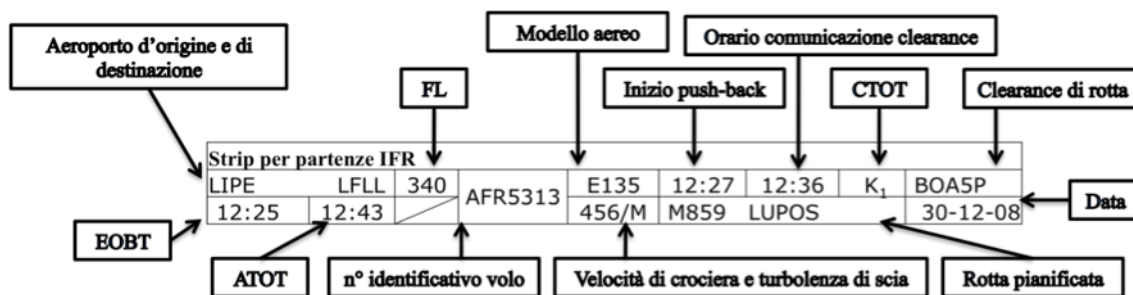 Aeroporto d'origine e di
destinazione
FL
Modello aereo
Inizio push-back
Orario comunicazione clearance
CTOT
Clearance di rotta
Strip per partenze IFR
LIPE LFLL 340 AFR5313 E135 12:27 12:36 K1 BOA5P
12:25 12:43 456/M M859 LUPOS 30-12-08
Data
EOBT
ATOT
n° identificativo volo
Velocità di crociera e turbolenza di scia
Rotta pianificata